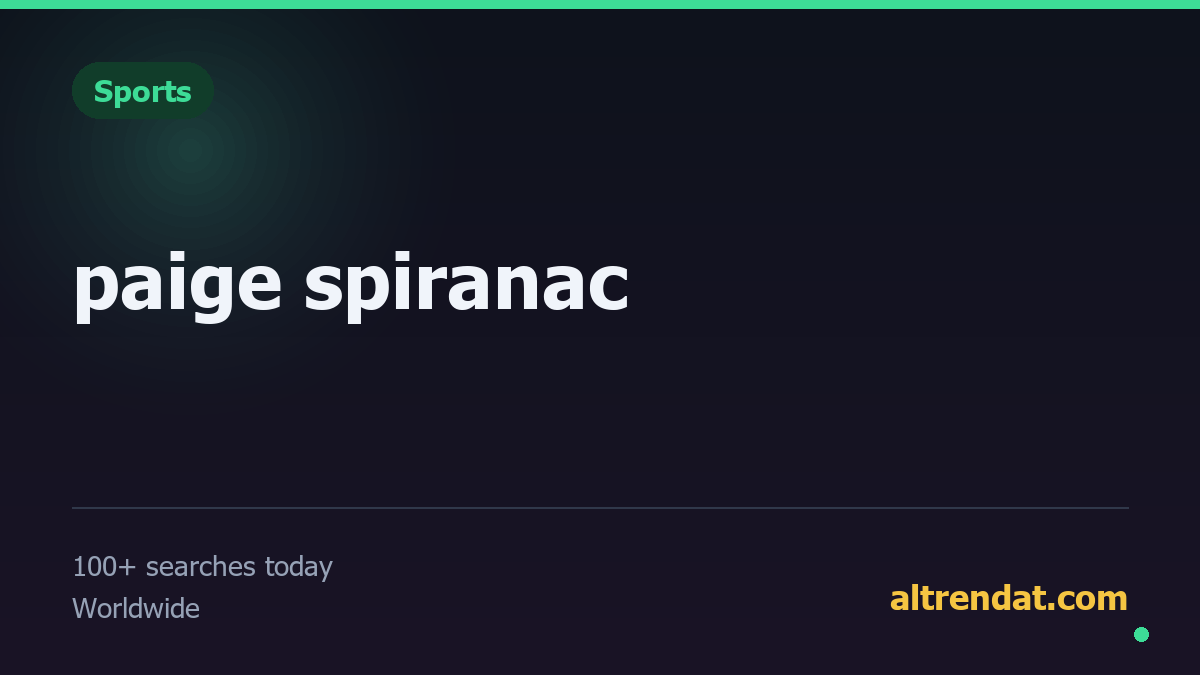 Sports
paige spiranac
100+ searches today
Worldwide
altrendat.com